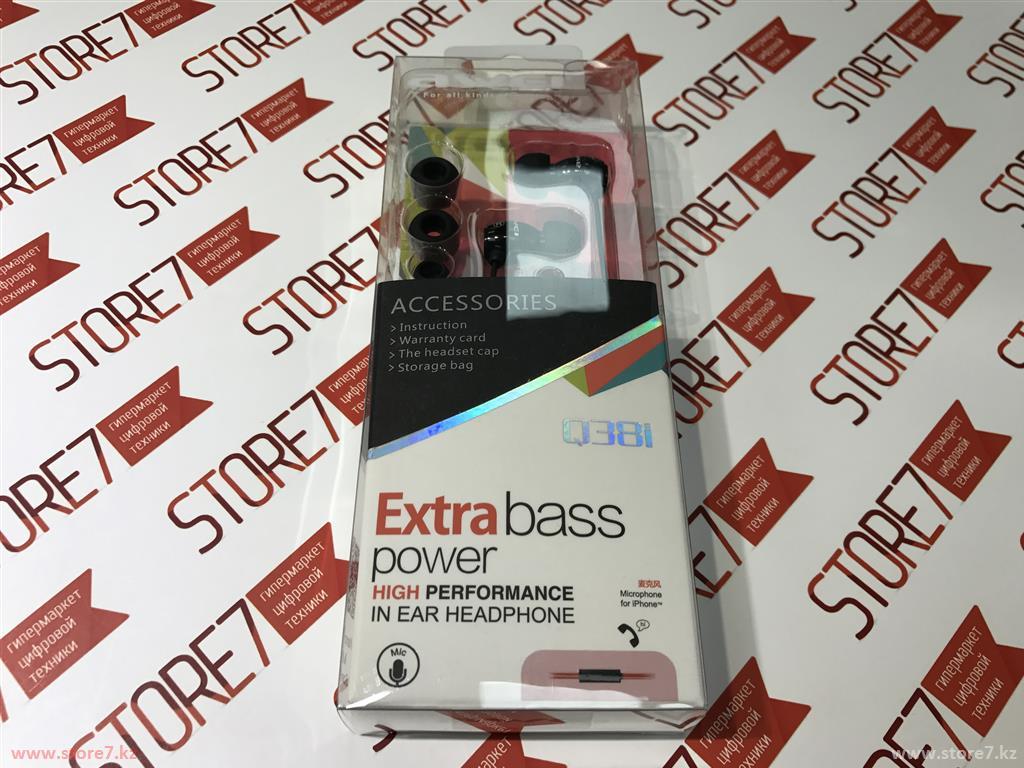 For all kinds
ACCESSORIES
> Instruction
> Warranty card
> The headset cap
> Storage bag
Q38i
Extra bass
power
HIGH PERFORMANCE
IN EAR HEADPHONE
麦克风
Microphone
for iPhone™
Mic
STORE7
гипермаркет
цифровой
техники
www.store7.kz
www.store7.kz